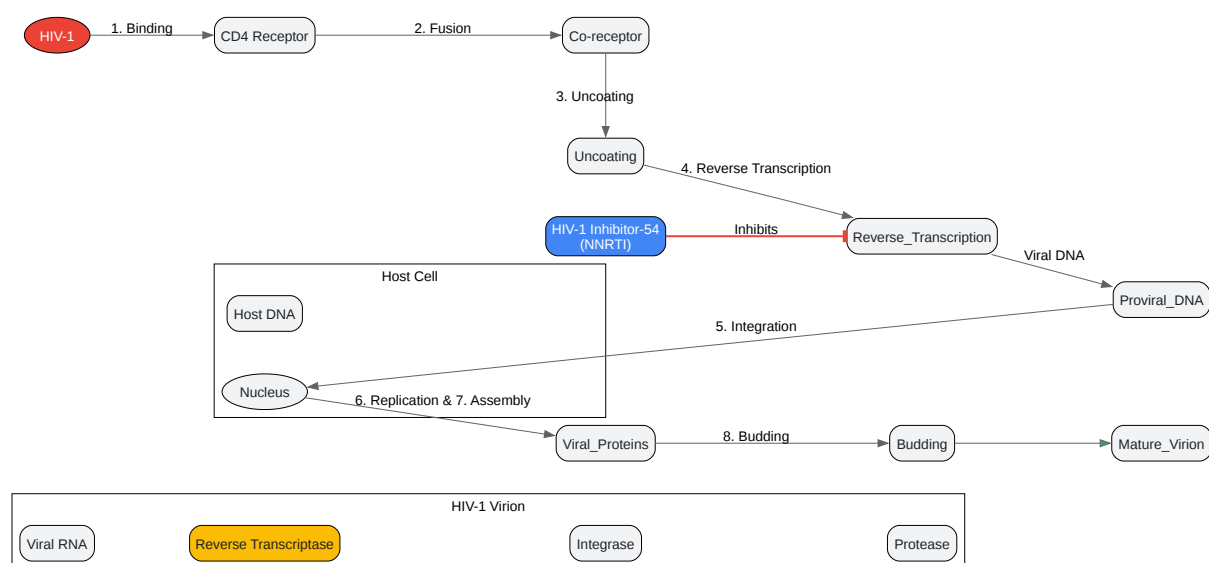 HIV-1
1. Binding
CD4 Receptor
2. Fusion
Co-receptor
3. Uncoating
Uncoating
4. Reverse Transcription
HIV-1 Inhibitor-54
(NNRTI)
Inhibits
Reverse_Transcription
Viral DNA
Proviral_DNA
Host Cell
Host DNA
5. Integration
Nucleus
6. Replication & 7. Assembly
Viral_Proteins
8. Budding
Budding
Mature_Virion
HIV-1 Virion
Viral RNA
Reverse Transcriptase
Integrase
Protease